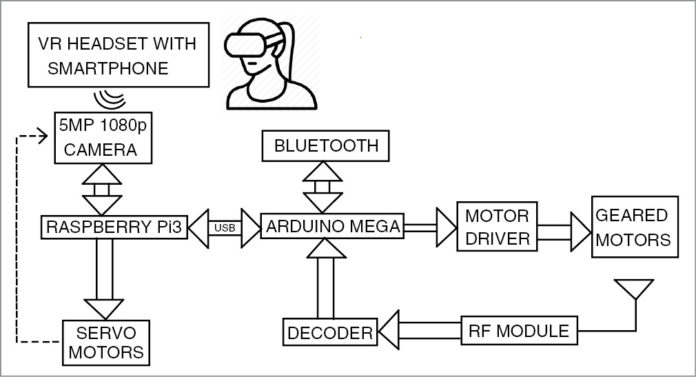 VR HEADSET WITH
SMARTPHONE
5MP 1080p
CAMERA
BLUETOOTH
RASPBERRY Pi3
USB
ARDUINO MEGA
MOTOR
DRIVER
GEARED
MOTORS
SERVO
MOTORS
DECODER
RF MODULE